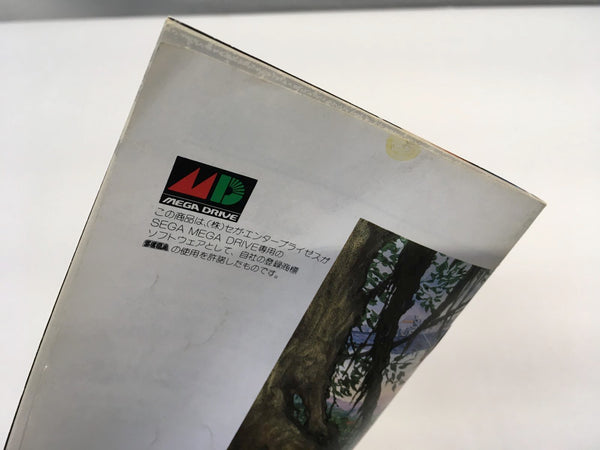 MD
MEGA DRIVE
この商品は、(株)セガ・エンタープライゼスが
SEGA MEGA DRIVE専用の
ソフトウェアとして、自社の登録商標
SEGA の使用を許諾したものです。